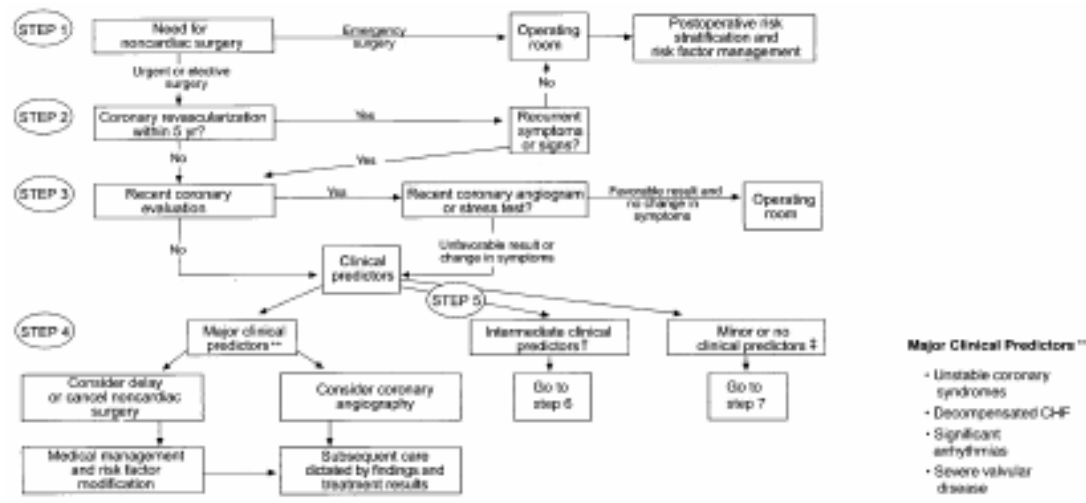 STEP 1
Need for
noncardiac surgery
Emergency
surgery
Operating
room
Postoperative risk
stratification and
risk factor management
Urgent or elective
surgery
No
STEP 2
Coronary revascularization
within 5 yr?
Yes
Recurrent
symptoms
or signs?
No
Yes
STEP 3
Recent coronary
evaluation
Yes
Recent coronary angiogram
or stress test?
Favorable result and
no change in
symptoms
Operating
room
No
Unfavorable result or
change in symptoms
Clinical
predictors
STEP 5
STEP 4
Major clinical
predictors**
Intermediate clinical
predictors†
Minor or no
clinical predictors‡
Consider delay
or cancel noncardiac
surgery
Consider coronary
angiography
Go to
step 6
Go to
step 7
Medical management
and risk factor
modification
Subsequent care
dictated by findings and
treatment results
Major Clinical Predictors**
• Unstable coronary
syndromes
• Decompensated CHF
• Significant
arrhythmias
• Severe valvular
disease